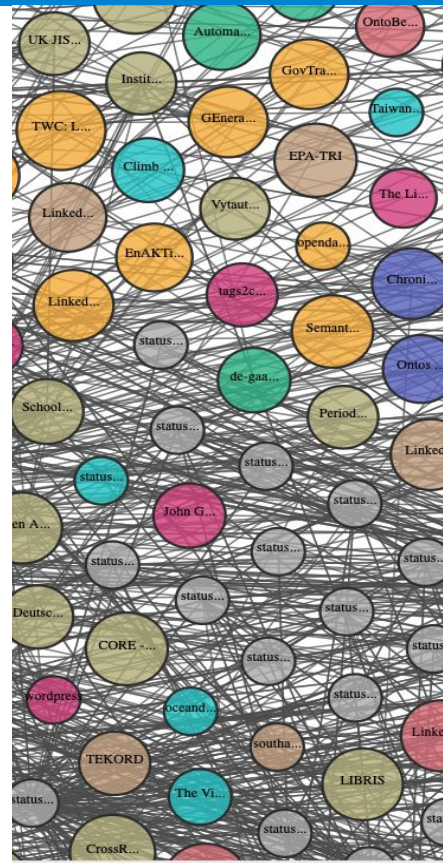 OntoBe...
Automa...
UK JIS...
GovTra...
Instit...
Taiwan...
GEnera...
TWC: L...
EPA-TRI
Climb ...
The Li...
Vytaut...
Linked...
openda...
EnAKTi...
Chroni...
tags2c...
Linked...
Semant...
status...
Ontos ...
de-gaa...
School...
Period...
status...
Linked
status...
status...
status...
John G...
en A...
status...
status...
status...
status...
status...
Deutsc...
CORE -...
status
status...
wordpress
status...
oceand...
Linke
southa...
TEKORD
LIBRIS
The Vi...
status...
sta
status...
CrossR...